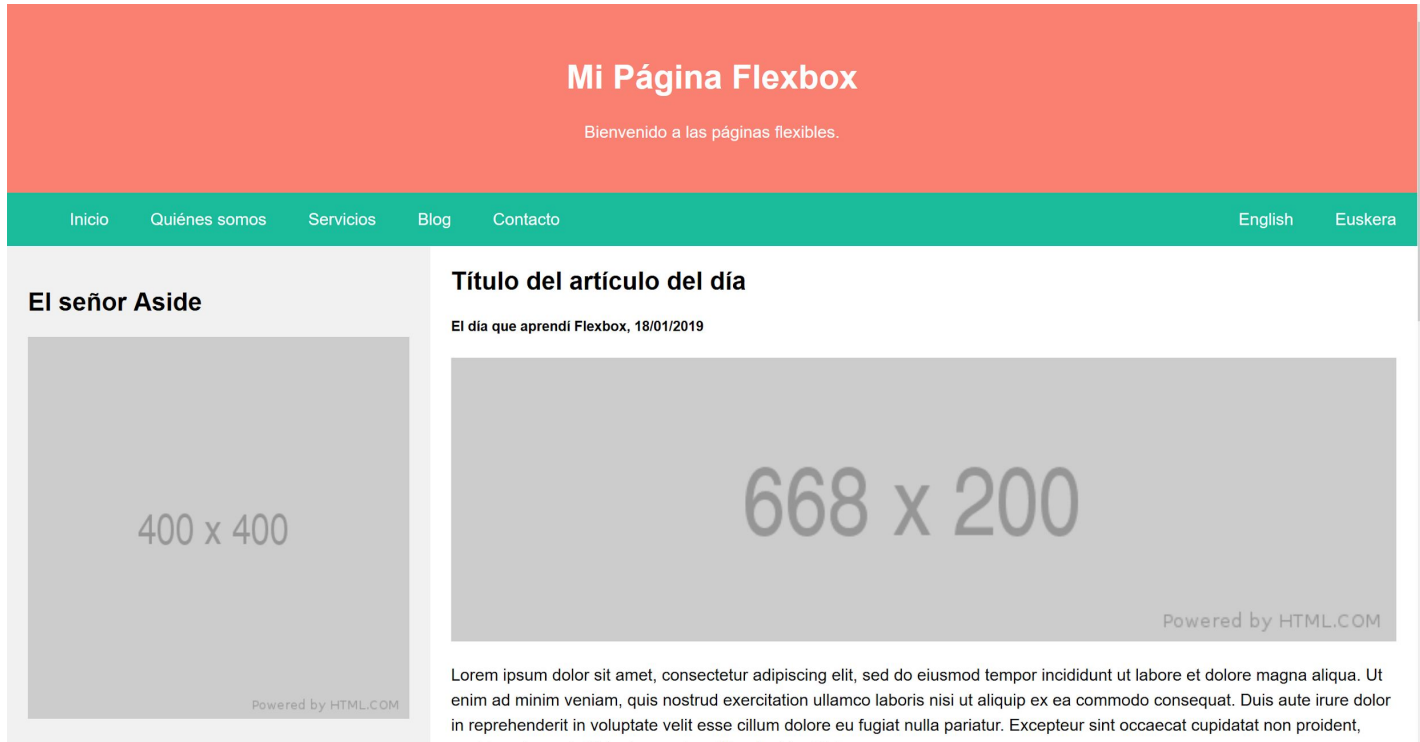 Mi Página Flexbox
Bienvenido a las páginas flexibles.
Inicio Quiénes somos Servicios Blog Contacto English Euskera
El señor Aside
400 x 400
Powered by HTML.COM
Título del artículo del día
El día que aprendí Flexbox, 18/01/2019
668 x 200
Powered by HTML.COM
Lorem ipsum dolor sit amet, consectetur adipiscing elit, sed do eiusmod tempor incididunt ut labore et dolore magna aliqua. Ut
enim ad minim veniam, quis nostrud exercitation ullamco laboris nisi ut aliquip ex ea commodo consequat. Duis aute irure dolor
in reprehenderit in voluptate velit esse cillum dolore eu fugiat nulla pariatur. Excepteur sint occaecat cupidatat non proident,